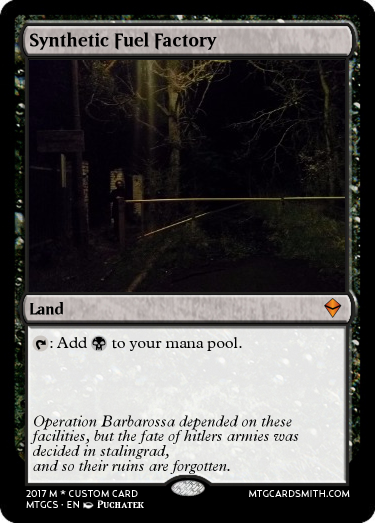 Synthetic Fuel Factory
Land
: Add to your mana pool.
Operation Barbarossa depended on these
facilities, but the fate of hitlers armies was
decided in stalingrad,
and so their ruins are forgotten.
2017 M * CUSTOM CARD
MTGCS · EN PUCHATEK
MTGCARDSMITH.COM